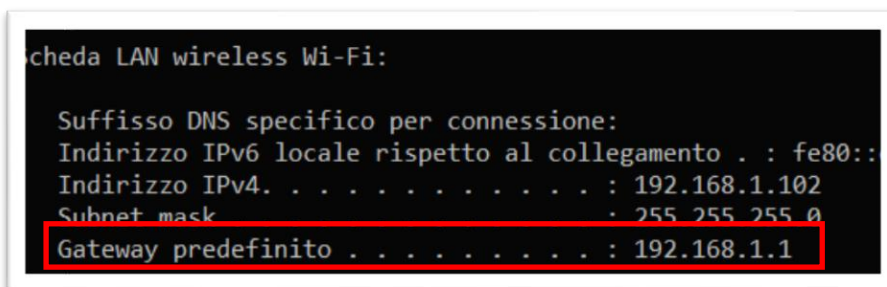 cheda LAN wireless Wi-Fi:
Suffisso DNS specifico per connessione:
Indirizzo IPv6 locale rispetto al collegamento . : fe80::
Indirizzo IPv4. . . . . . . . . . . . : 192.168.1.102
Subnet mask . . . . . . . . . . . . . : 255.255.255.0
Gateway predefinito . . . . . . . . . : 192.168.1.1